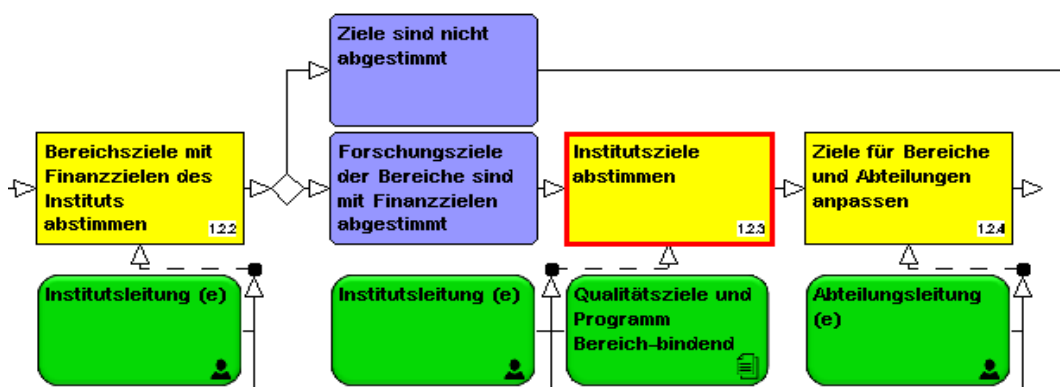 Ziele sind nicht
abgestimmt
Bereichsziele mit
Finanzzielen des
Instituts
abstimmen
1.2.2
Forschungsziele
der Bereiche sind
mit Finanzzielen
abgestimmt
Institutsziele
abstimmen
1.2.3
Ziele für Bereiche
und Abteilungen
anpassen
1.2.4
Institutsleitung (e)
Institutsleitung (e)
Qualitätsziele und
Programm
Bereich-bindend
Abteilungsleitung
(e)